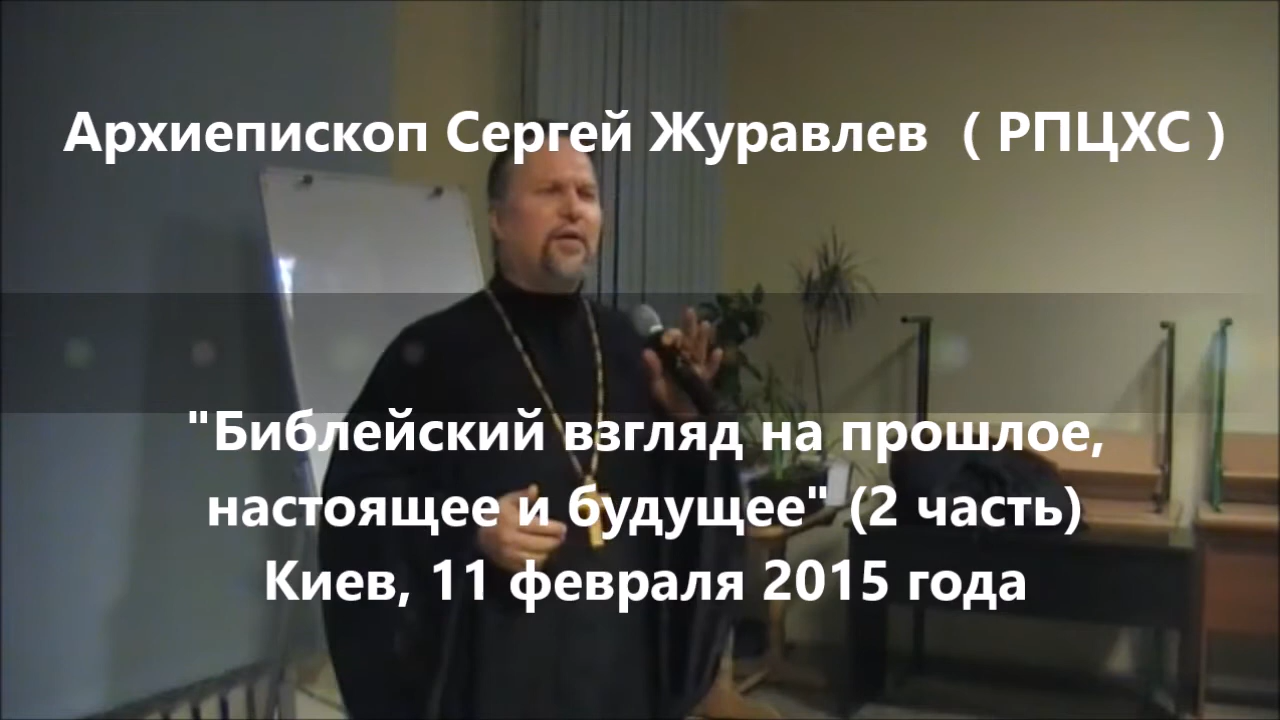 Архиепископ Сергей Журавлев ( РПЦХС )
"Библейский взгляд на прошлое,
настоящее и будущее" (2 часть)
Киев, 11 февраля 2015 года